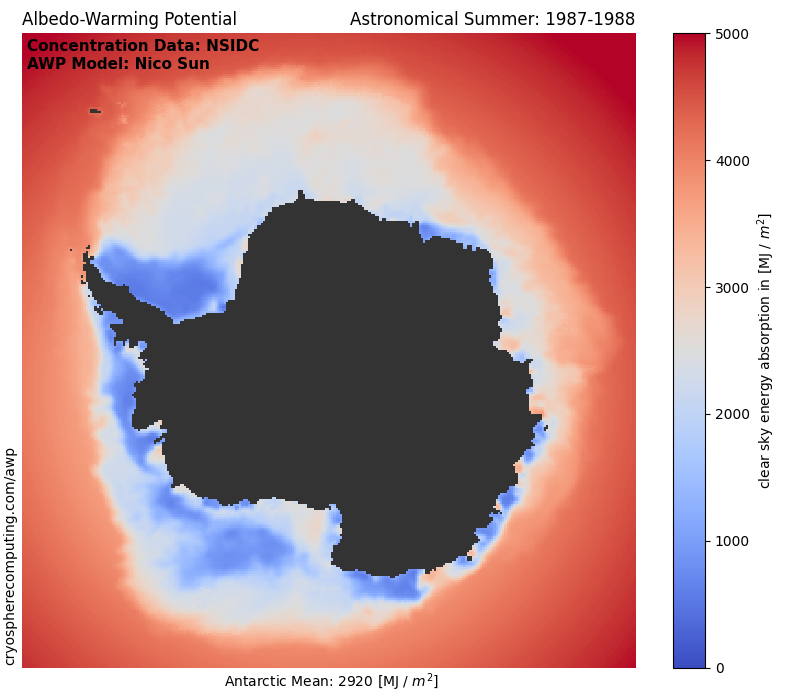 Albedo-Warming Potential
Astronomical Summer: 1987-1988
Concentration Data: NSIDC
AWP Model: Nico Sun
5000
4000
3000
2000
1000
0
clear sky energy absorption in [MJ / m²]
cryospherecomputing.com/awp
Antarctic Mean: 2920 [MJ / m²]